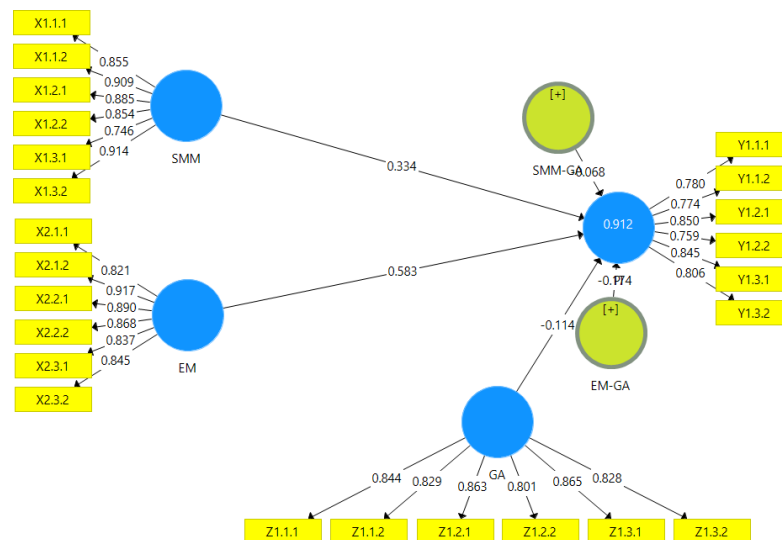 X1.1.1
X1.1.2
X1.2.1
X1.2.2
X1.3.1
X1.3.2
0.855
0.909
0.885
0.854
0.746
0.914
SMM
0.334
[+]
SMM-GA
0.068
X2.1.1
X2.1.2
X2.2.1
X2.2.2
X2.3.1
X2.3.2
0.821
0.917
0.890
0.868
0.837
0.845
EM
0.583
0.912
0.780
0.774
0.850
0.759
0.845
0.806
Y1.1.1
Y1.1.2
Y1.2.1
Y1.2.2
Y1.3.1
Y1.3.2
[+]
EM-GA
-0.114
GA
0.844
0.829
0.863
0.801
0.865
0.828
Z1.1.1
Z1.1.2
Z1.2.1
Z1.2.2
Z1.3.1
Z1.3.2